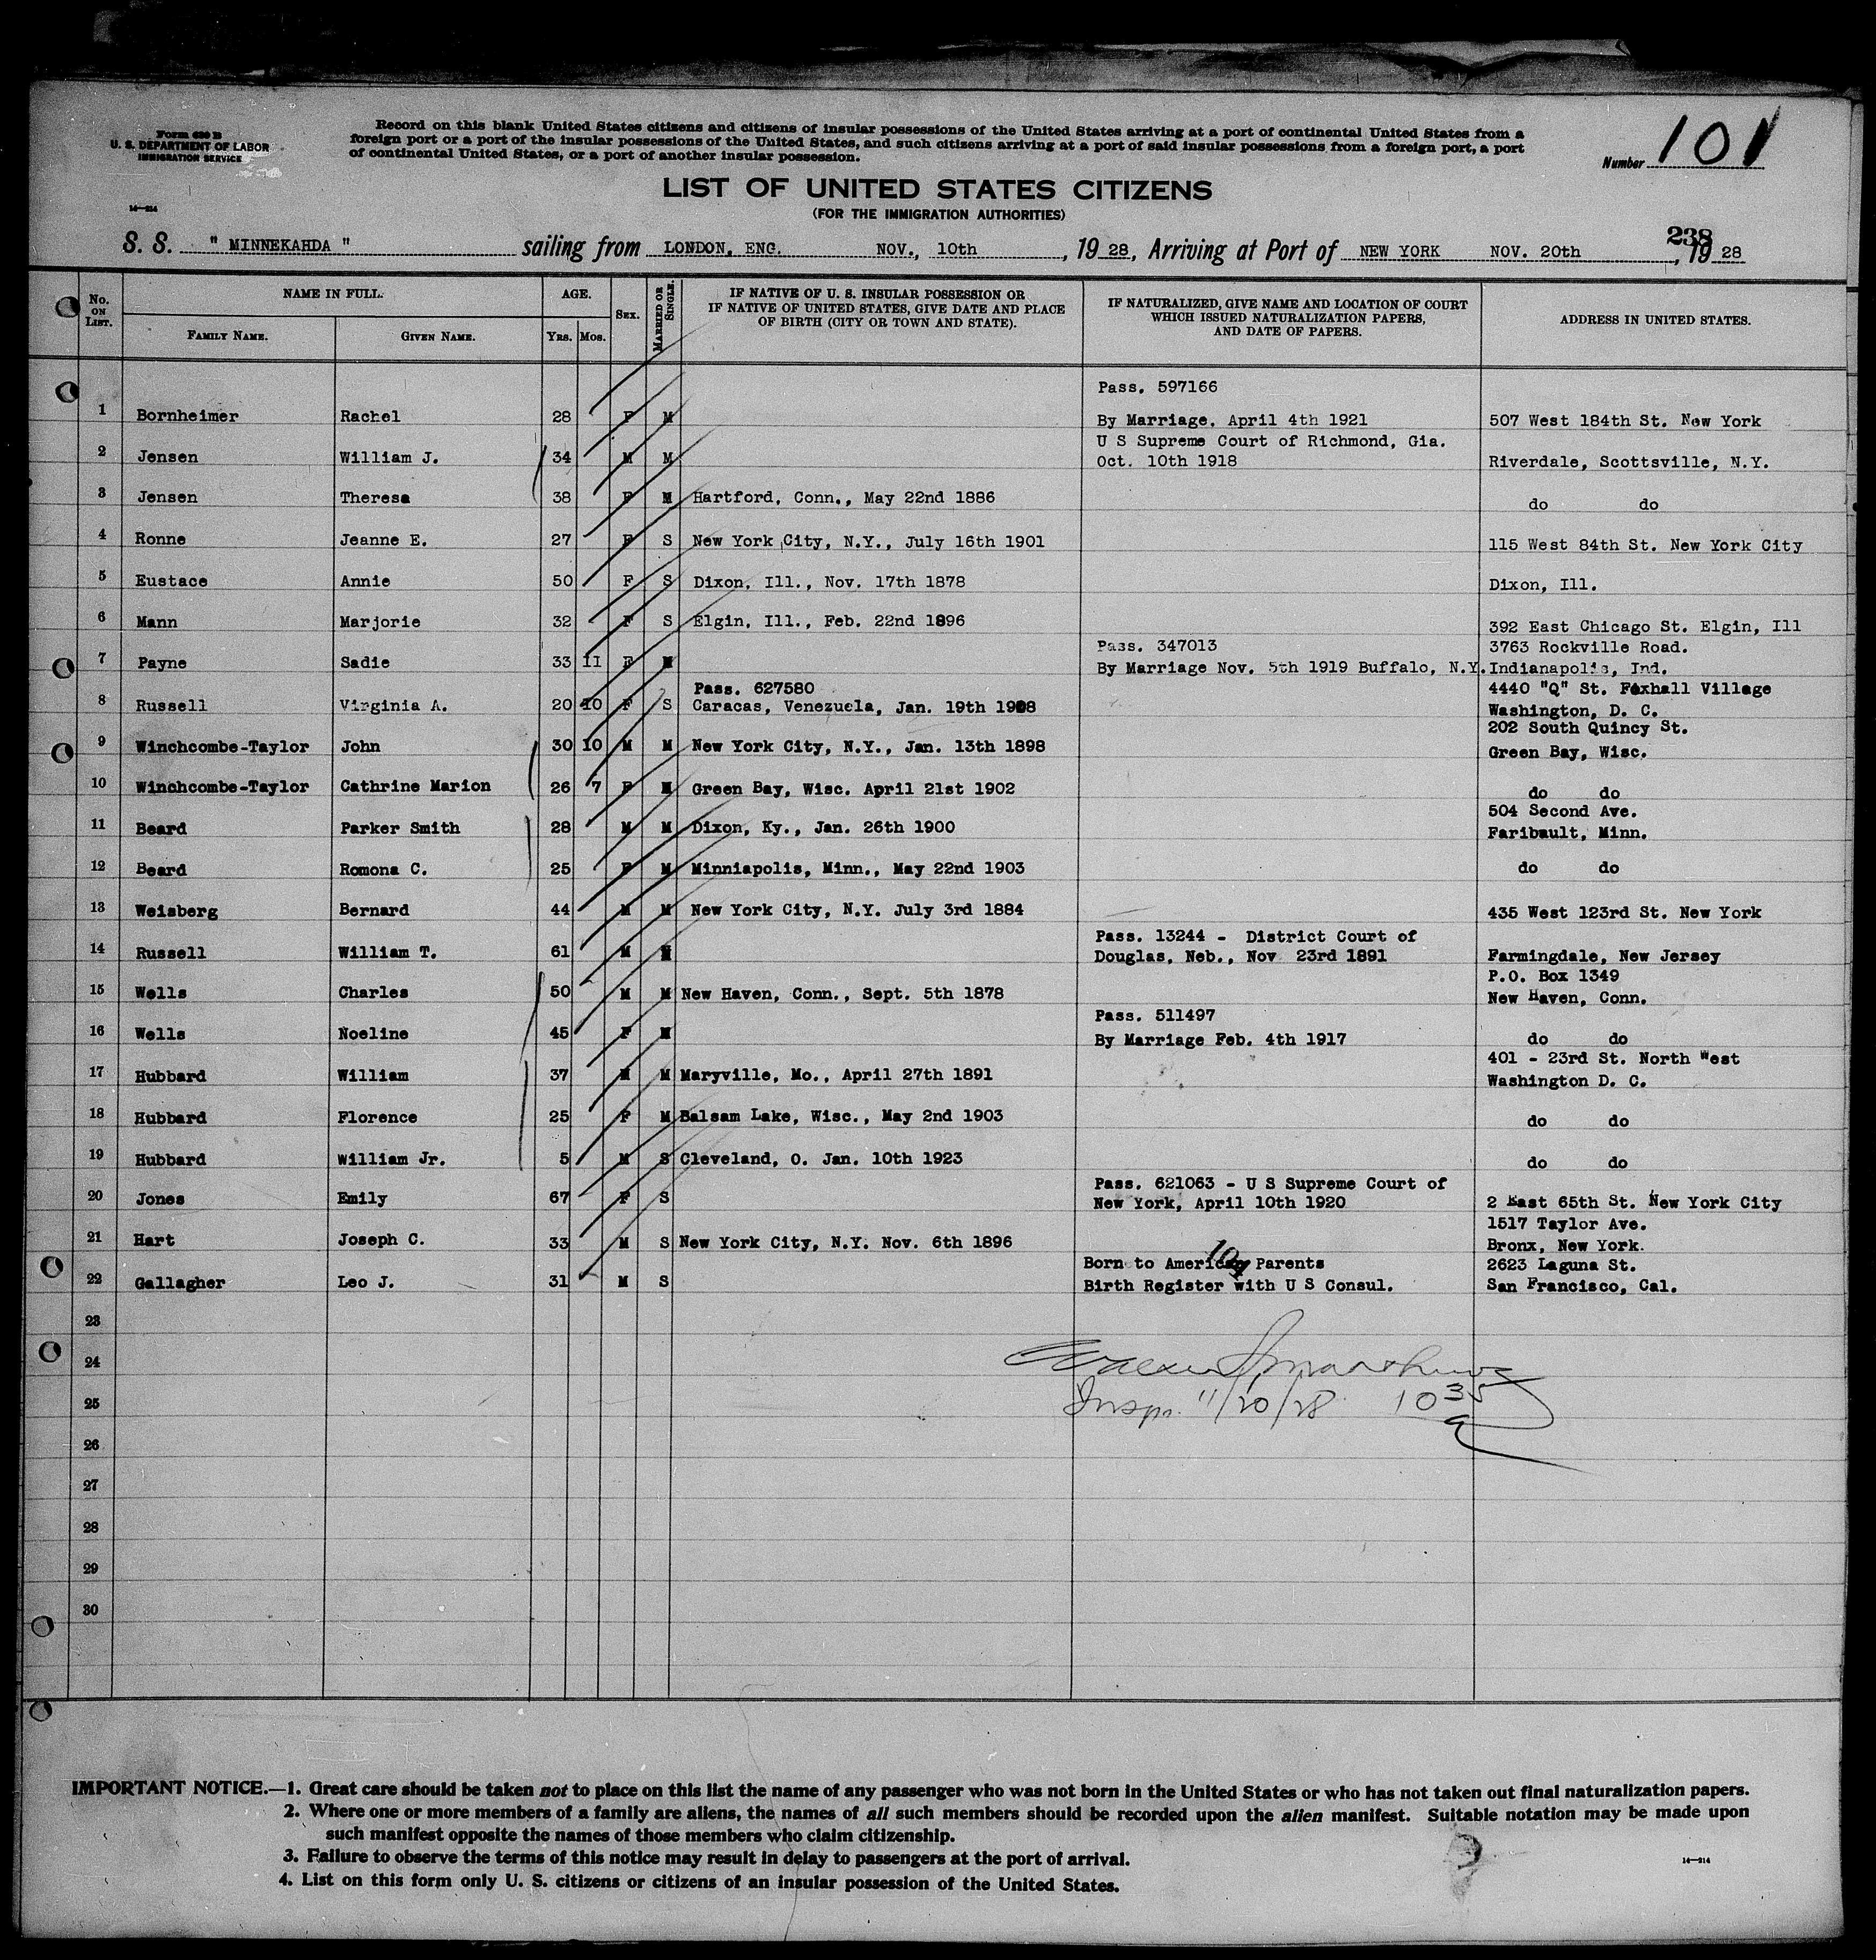 Form 630 B
U. S. DEPARTMENT OF LABOR
IMMIGRATION SERVICE
14—214
Record on this blank United States citizens and citizens of insular possessions of the United States arriving at a port of continental United States from a
foreign port or a port of the insular possessions of the United States, and such citizens arriving at a port of said insular possessions from a foreign port, a port
of continental United States, or a port of another insular possession.
Number 101
LIST OF UNITED STATES CITIZENS
(FOR THE IMMIGRATION AUTHORITIES)
238
S. S. " MINNEKAHDA " sailing from LONDON, ENG. NOV., 10th, 1928, Arriving at Port of NEW YORK NOV. 20th, 1928
No. ON LIST. NAME IN FULL. FAMILY NAME. GIVEN NAME. AGE. YRS. MOS. SEX. MARRIED OR SINGLE. IF NATIVE OF U. S. INSULAR POSSESSION OR IF NATIVE OF UNITED STATES, GIVE DATE AND PLACE OF BIRTH (CITY OR TOWN AND STATE). IF NATURALIZED, GIVE NAME AND LOCATION OF COURT WHICH ISSUED NATURALIZATION PAPERS, AND DATE OF PAPERS. ADDRESS IN UNITED STATES.
Pass. 597166
1 Bornheimer Rachel 28 F M By Marriage, April 4th 1921 507 West 184th St. New York
U S Supreme Court of Richmond, Gia.
2 Jensen William J. 34 M M Oct. 10th 1918 Riverdale, Scottsville, N.Y.
3 Jensen Theresa 38 F M Hartford, Conn., May 22nd 1886 do do
4 Ronne Jeanne E. 27 F S New York City, N.Y., July 16th 1901 115 West 84th St. New York City
5 Eustace Annie 50 F S Dixon, Ill., Nov. 17th 1878 Dixon, Ill.
6 Mann Marjorie 32 F S Elgin, Ill., Feb. 22nd 1896 392 East Chicago St. Elgin, Ill
Pass. 347013 3763 Rockville Road.
7 Payne Sadie 33 11 F M By Marriage Nov. 5th 1919 Buffalo, N.Y. Indianapolis, Ind.
Pass. 627580 4440 "Q" St. Foxhall Village
8 Russell Virginia A. 20 10 F S Caracas, Venezuela, Jan. 19th 1908 Washington, D. C.
202 South Quincy St.
9 Winchcombe-Taylor John 30 10 M M New York City, N.Y., Jan. 13th 1898 Green Bay, Wisc.
10 Winchcombe-Taylor Cathrine Marion 26 7 F M Green Bay, Wisc. April 21st 1902 do do
504 Second Ave.
11 Beard Parker Smith 28 M M Dixon, Ky., Jan. 26th 1900 Faribault, Minn.
12 Beard Romona C. 25 F M Minniapolis, Minn., May 22nd 1903 do do
13 Weisberg Bernard 44 M M New York City, N.Y. July 3rd 1884 435 West 123rd St. New York
Pass. 13244 - District Court of
14 Russell William T. 61 M M Douglas, Neb., Nov 23rd 1891 Farmingdale, New Jersey
P.O. Box 1349
15 Wells Charles 50 M M New Haven, Conn., Sept. 5th 1878 New Haven, Conn.
Pass. 511497
16 Wells Noeline 45 F M By Marriage Feb. 4th 1917 do do
401 - 23rd St. North West
17 Hubbard William 37 M M Maryville, Mo., April 27th 1891 Washington D. C.
18 Hubbard Florence 25 F M Balsam Lake, Wisc., May 2nd 1903 do do
19 Hubbard William Jr. 5 M S Cleveland, O. Jan. 10th 1923 do do
Pass. 621063 - U S Supreme Court of
20 Jones Emily 67 F S New York, April 10th 1920 2 East 65th St. New York City
1517 Taylor Ave.
21 Hart Joseph C. 33 M S New York City, N.Y. Nov. 6th 1896 Bronx, New York.
Born to American Parents 2623 Laguna St.
22 Gallagher Leo J. 31 M S Birth Register with U S Consul. San Francisco, Cal.
23
24
25 Insp. 11/20/28 10 35
26
27
28
29
30
IMPORTANT NOTICE.—1. Great care should be taken not to place on this list the name of any passenger who was not born in the United States or who has not taken out final naturalization papers.
2. Where one or more members of a family are aliens, the names of all such members should be recorded upon the alien manifest. Suitable notation may be made upon
such manifest opposite the names of those members who claim citizenship.
3. Failure to observe the terms of this notice may result in delay to passengers at the port of arrival.
4. List on this form only U. S. citizens or citizens of an insular possession of the United States.
14—214